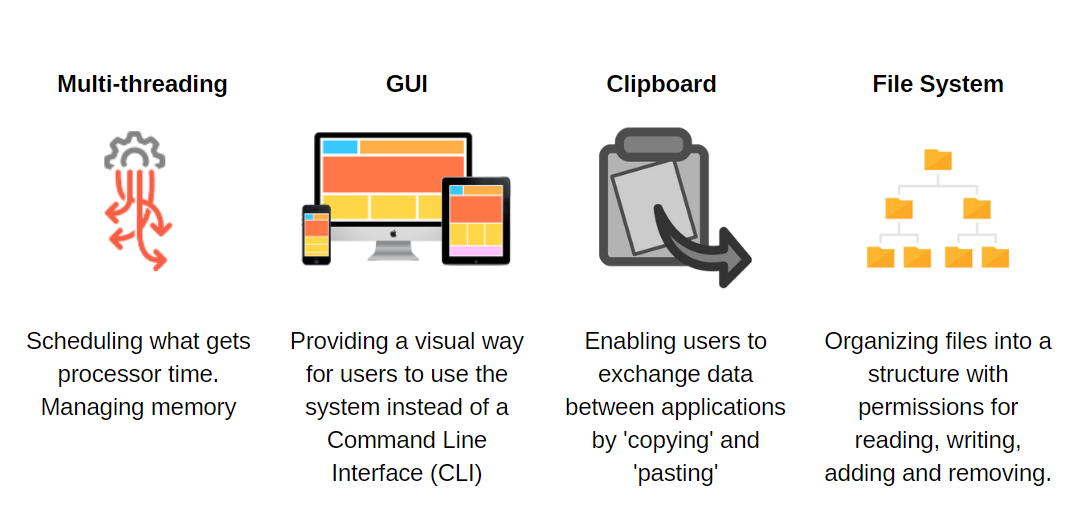 Multi-threading
GUI
Clipboard
File System
Scheduling what gets
processor time.
Managing memory
Providing a visual way
for users to use the
system instead of a
Command Line
Interface (CLI)
Enabling users to
exchange data
between applications
by 'copying' and
'pasting'
Organizing files into a
structure with
permissions for
reading, writing,
adding and removing.